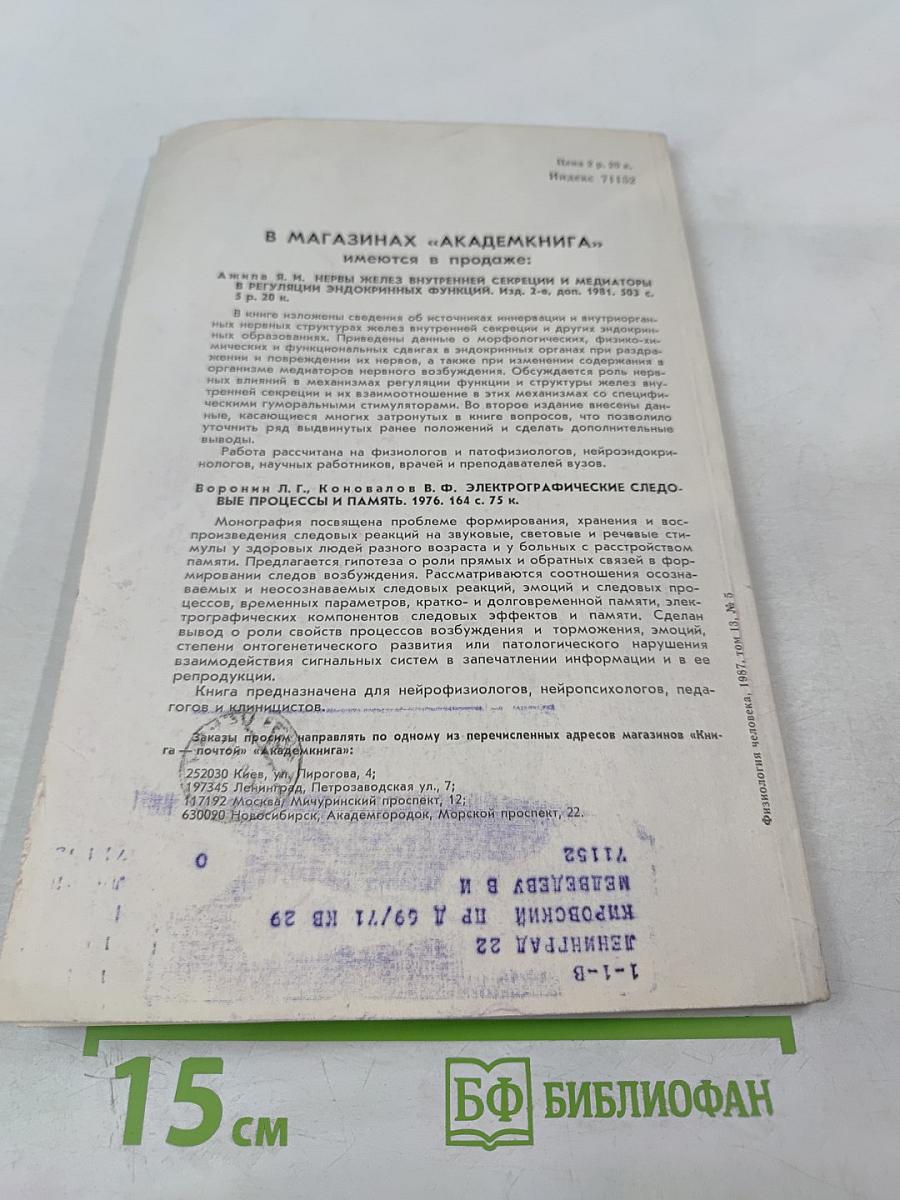 Цена 2 р. 20 к.
Индекс 71152
В МАГАЗИНАХ «АКАДЕМКНИГА»
имеются в продаже:
Ажипа Я. И. НЕРВЫ ЖЕЛЕЗ ВНУТРЕННЕЙ СЕКРЕЦИИ И МЕДИАТОРЫ
В РЕГУЛЯЦИИ ЭНДОКРИННЫХ ФУНКЦИЙ. Изд. 2-е, доп. 1981. 503 с.
5 р. 20 к.
В книге изложены сведения об источниках иннервации и внутриорган-
ных нервных структурах желез внутренней секреции и других эндокрин-
ных образованиях. Приведены данные о морфологических, физико-хи-
мических и функциональных сдвигах в эндокринных органах при раздра-
жении и повреждении их нервов, а также при изменении содержания в
организме медиаторов нервного возбуждения. Обсуждается роль нерв-
ных влияний в механизмах регуляции функции и структуры желез вну-
тренней секреции и их взаимоотношение в этих механизмах со специфи-
ческими гуморальными стимуляторами. Во второе издание внесены дан-
ные, касающиеся многих затронутых в книге вопросов, что позволило
уточнить ряд выдвинутых ранее положений и сделать дополнительные
выводы.
Работа рассчитана на физиологов и патофизиологов, нейроэндокри-
нологов, научных работников, врачей и преподавателей вузов.
Воронин Л. Г., Коновалов В. Ф. ЭЛЕКТРОГРАФИЧЕСКИЕ СЛЕДО-
ВЫЕ ПРОЦЕССЫ И ПАМЯТЬ. 1976. 164 с. 75 к.
Монография посвящена проблеме формирования, хранения и вос-
произведения следовых реакций на звуковые, световые и речевые сти-
мулы у здоровых людей разного возраста и у больных с расстройством
памяти. Предлагается гипотеза о роли прямых и обратных связей в фор-
мировании следов возбуждения. Рассматриваются соотношения осозна-
ваемых и неосознаваемых следовых реакций, эмоций и следовых про-
цессов, временных параметров, кратко- и долговременной памяти, элек-
трографических компонентов следовых эффектов и памяти. Сделан
вывод о роли свойств процессов возбуждения и торможения, эмоций,
степени онтогенетического развития или патологического нарушения
взаимодействия сигнальных систем в запечатлении информации и в ее
репродукции.
Книга предназначена для нейрофизиологов, нейропсихологов, педа-
гогов и клиницистов.
Заказы просим направлять по одному из перечисленных адресов магазинов «Кни-
га — почтой» «Академкнига»:
252030 Киев, ул. Пирогова, 4;
197345 Ленинград, Петрозаводская ул., 7;
117192 Москва, Мичуринский проспект, 12;
630090 Новосибирск, Академгородок, Морской проспект, 22.
Физиология человека, 1987, том 13, № 5
1-1-В
ЛЕНИНГРАД 22
КИРОВСКИЙ ПР Д 69/71 КВ 29
МЕДВЕДЕВУ В И
71152
0
15 см
БФ БИБЛИОФАН